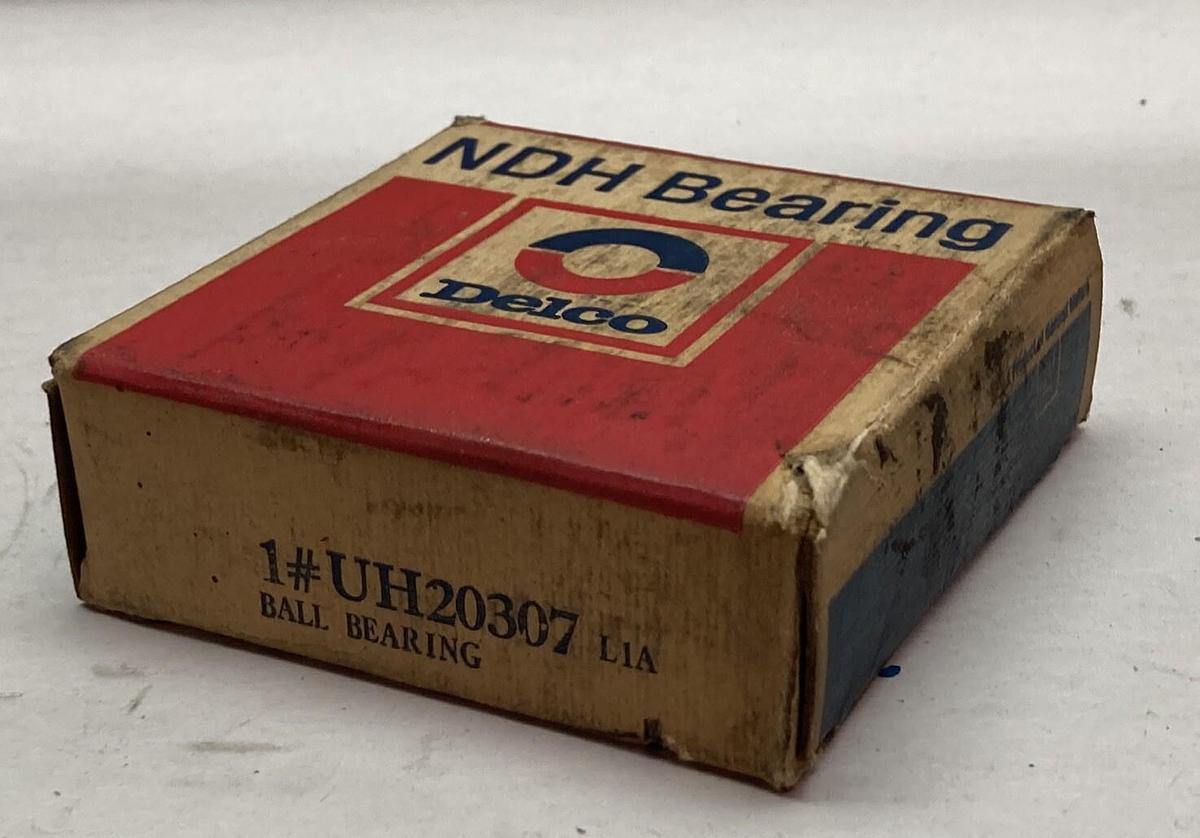 NDH Bearing
Delco
1#UH20307 L1A
BALL BEARING